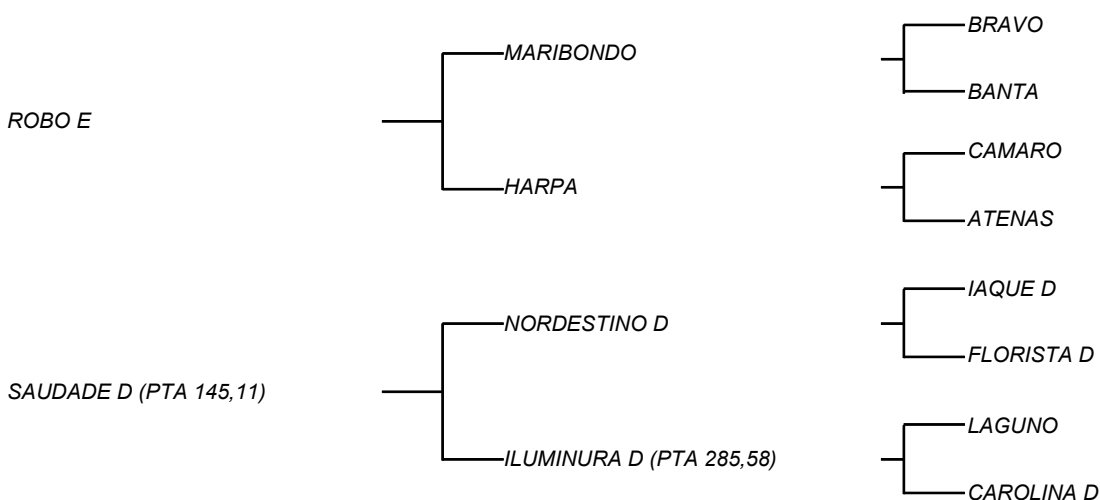 BRAVO
MARIBONDO
BANTA
ROBO E
CAMARO
HARPA
ATENAS
IAQUE D
NORDESTINO D
FLORISTA D
SAUDADE D (PTA 145,11)
LAGUNO
ILUMINURA D (PTA 285,58)
CAROLINA D